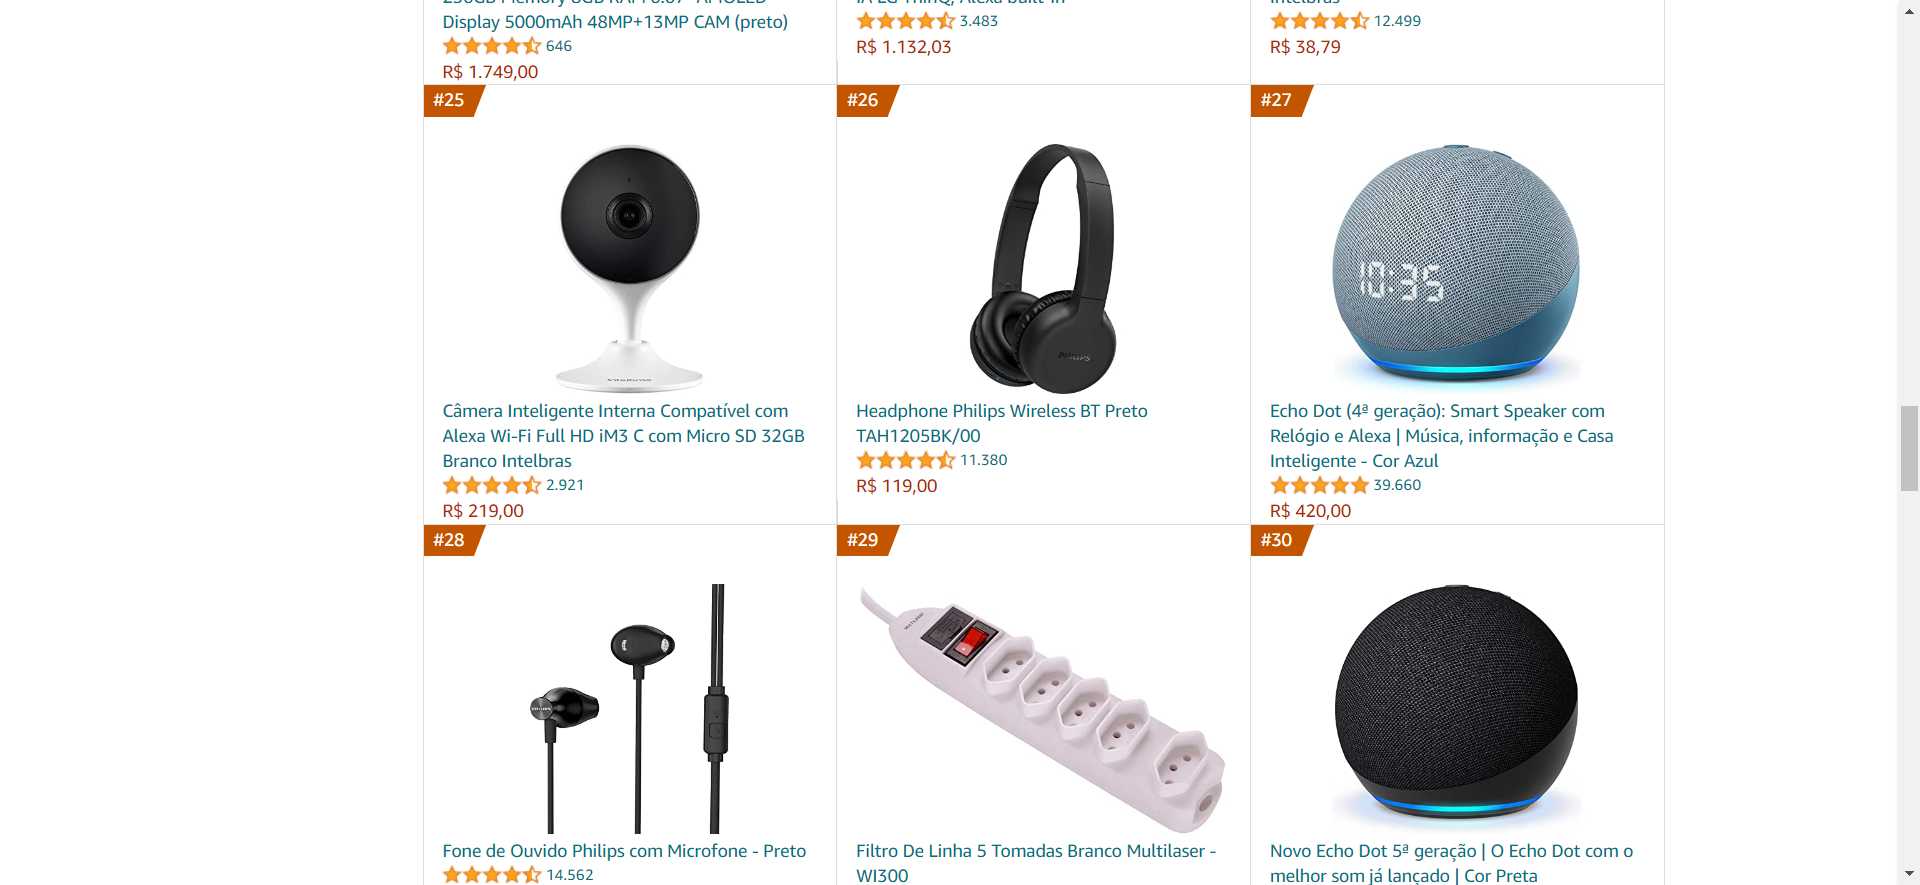 Display 5000mAh 48MP+13MP CAM (preto)
646
R$ 1.749,00
3.483
R$ 1.132,03
12.499
R$ 38,79
#25
Câmera Inteligente Interna Compatível com
Alexa Wi-Fi Full HD iM3 C com Micro SD 32GB
Branco Intelbras
2.921
R$ 219,00
#26
PHILIPS
Headphone Philips Wireless BT Preto
TAH1205BK/00
11.380
R$ 119,00
#27
10:35
Echo Dot (4ª geração): Smart Speaker com
Relógio e Alexa | Música, informação e Casa
Inteligente - Cor Azul
39.660
R$ 420,00
#28
Fone de Ouvido Philips com Microfone - Preto
14.562
#29
Filtro De Linha 5 Tomadas Branco Multilaser -
WI300
#30
Novo Echo Dot 5ª geração | O Echo Dot com o
melhor som já lançado | Cor Preta